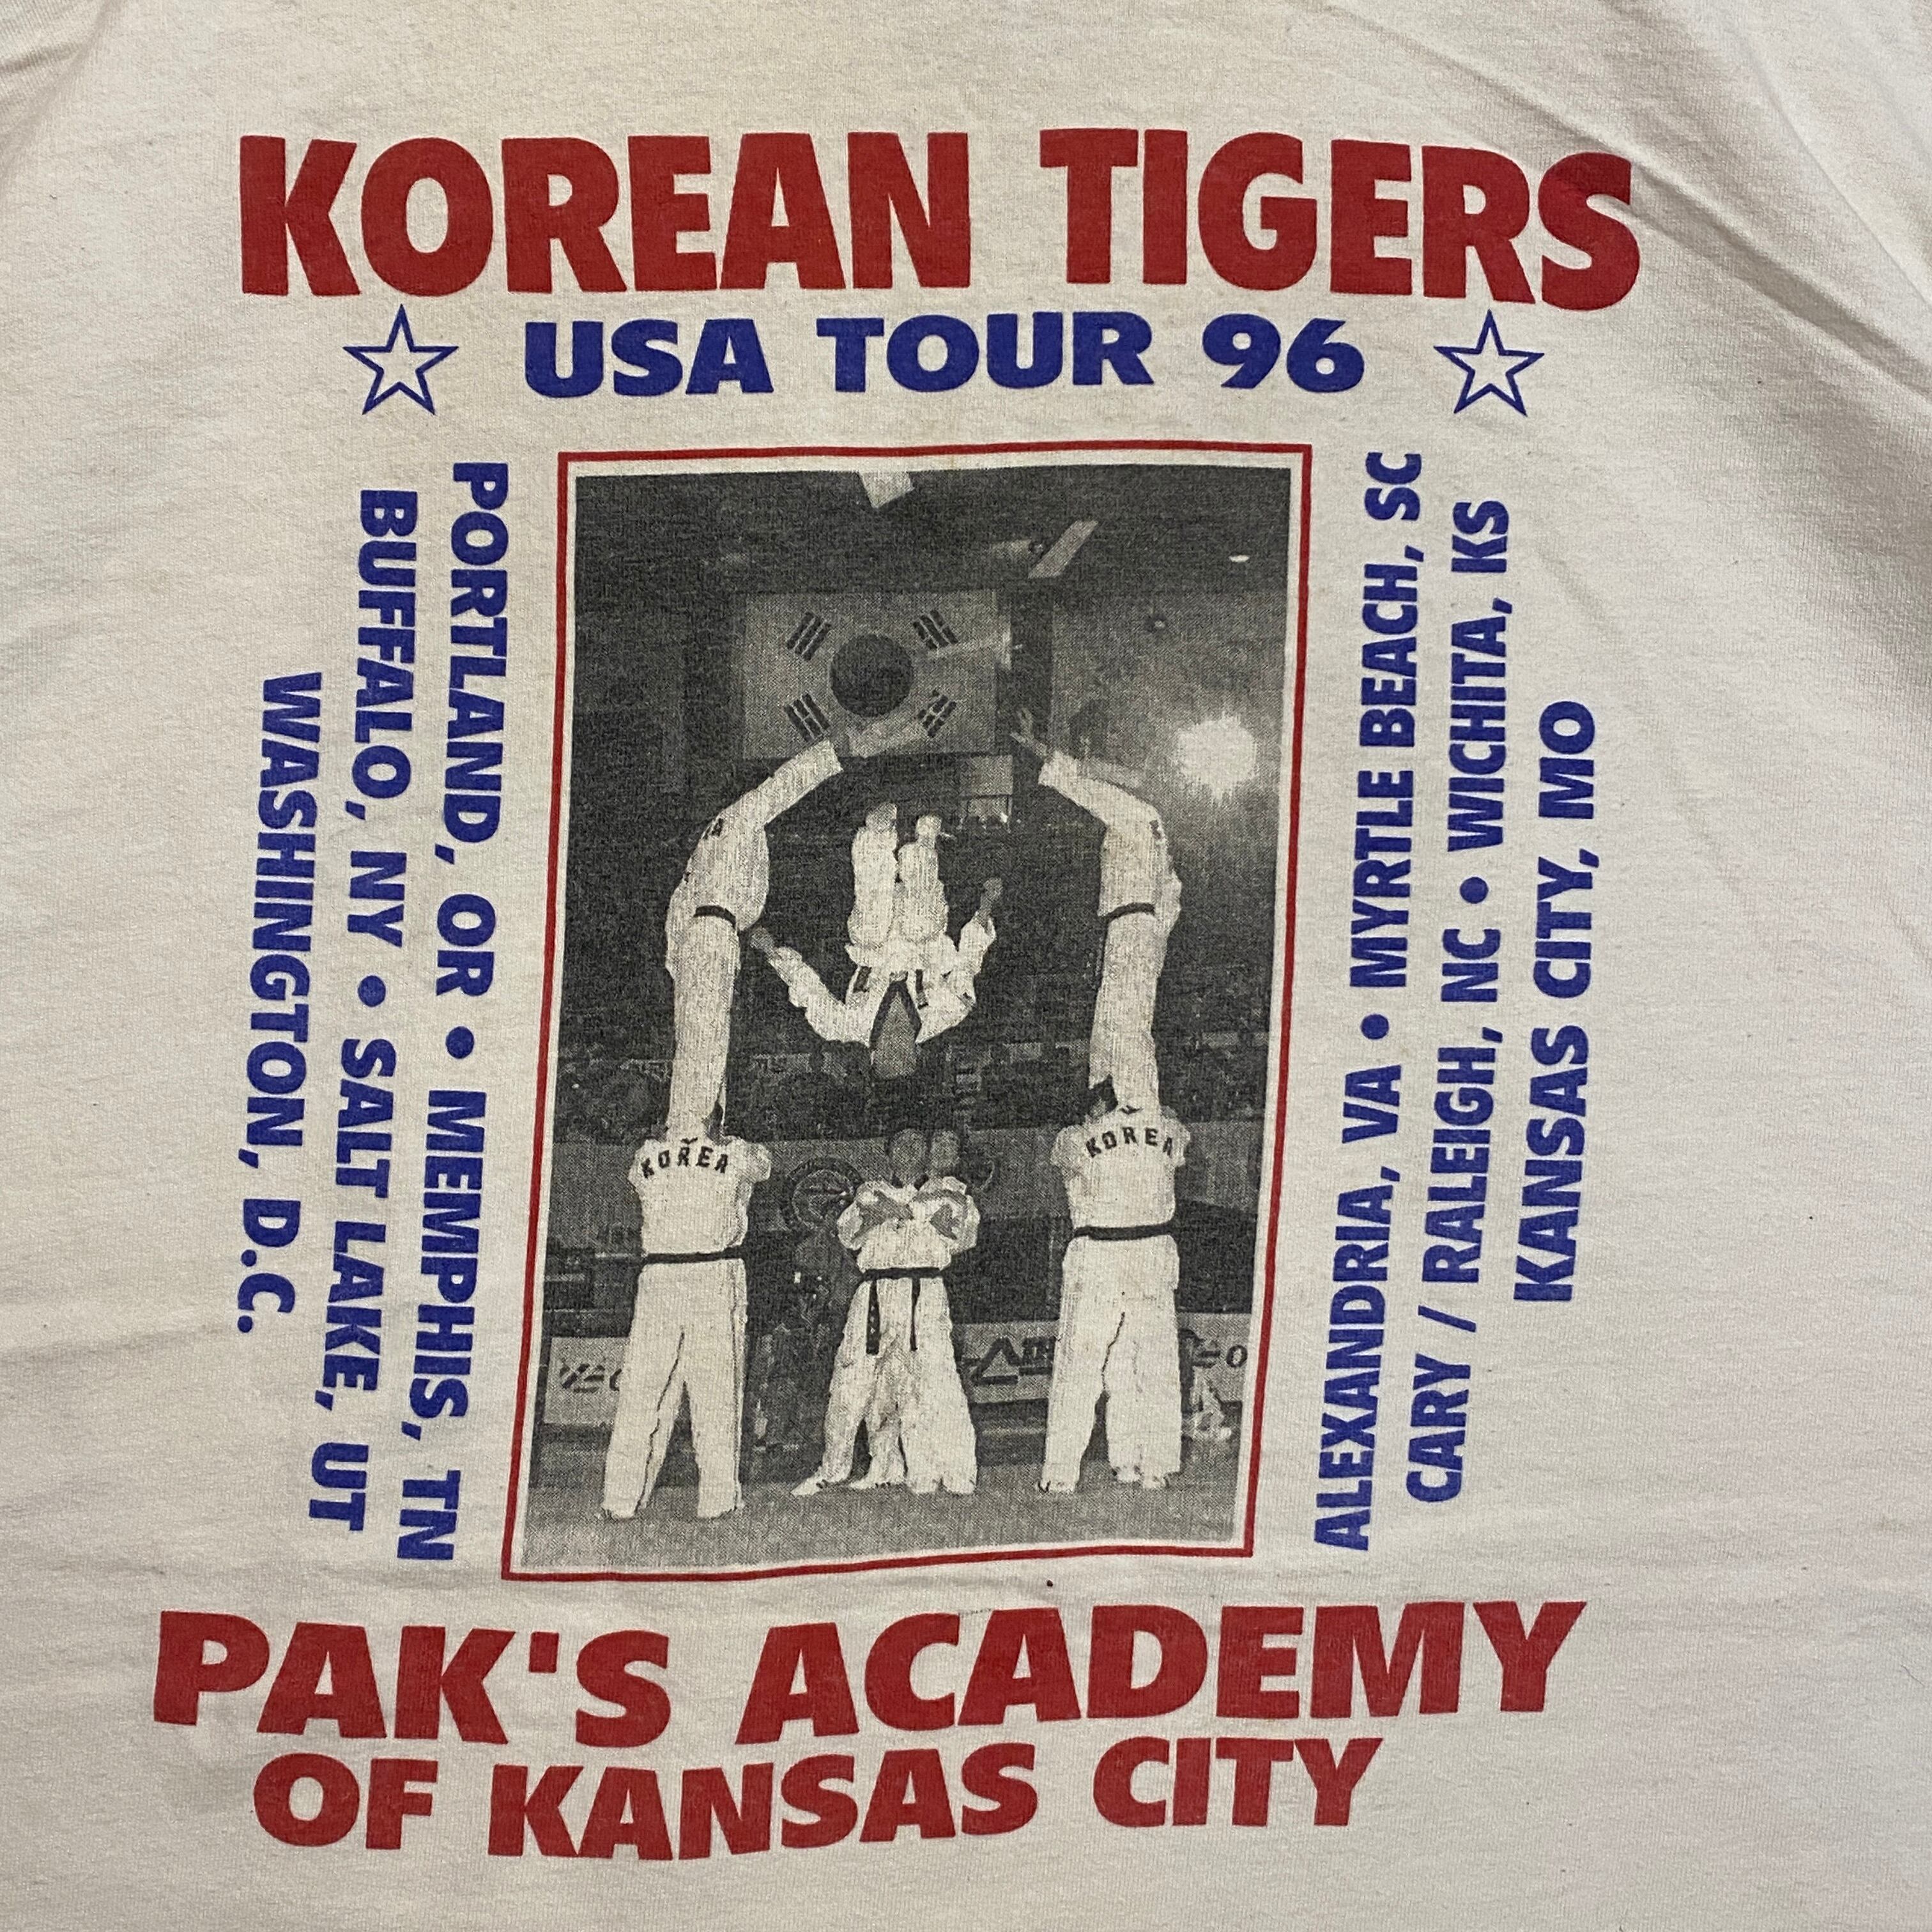 KOREAN TIGERS
USA TOUR 96
PORTLAND, OR • MEMPHIS, TN
BUFFALO, NY • SALT LAKE, UT
WASHINGTON, D.C.
ALEXANDRIA, VA • MYRTLE BEACH, SC
CARY / RALEIGH, NC • WICHITA, KS
KANSAS CITY, MO
KOREA
KOREA
PAK'S ACADEMY
OF KANSAS CITY